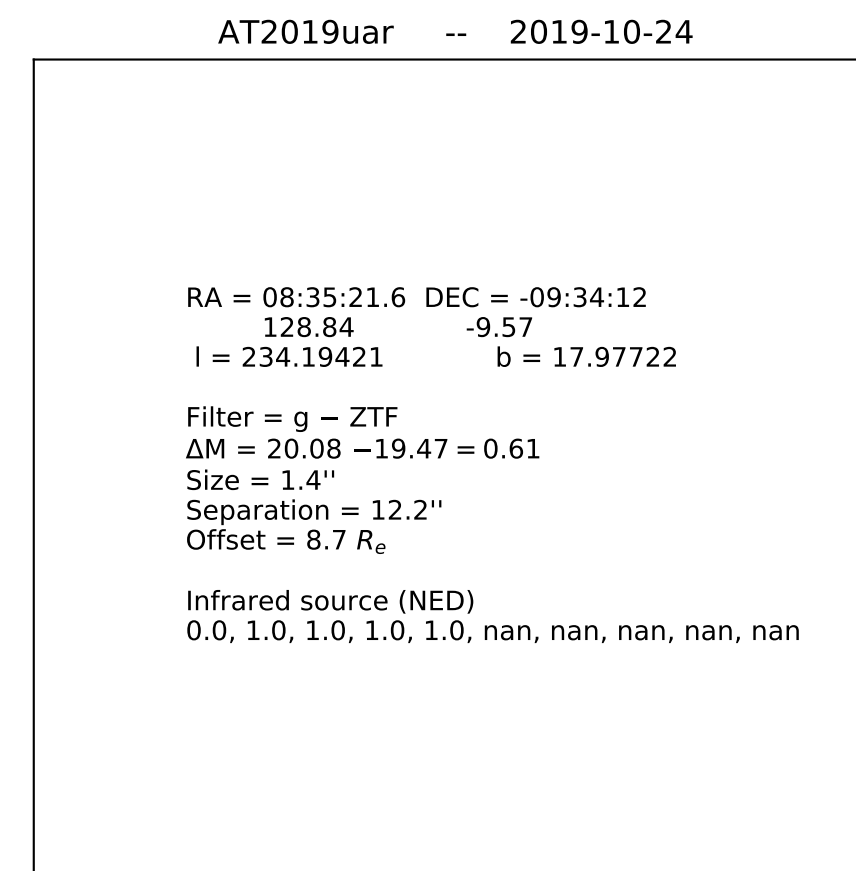 AT2019uar -- 2019-10-24
RA = 08:35:21.6 DEC = -09:34:12
128.84 -9.57
l = 234.19421 b = 17.97722
Filter = g − ZTF
ΔM = 20.08 −19.47 = 0.61
Size = 1.4''
Separation = 12.2''
Offset = 8.7 Re
Infrared source (NED)
0.0, 1.0, 1.0, 1.0, 1.0, nan, nan, nan, nan, nan